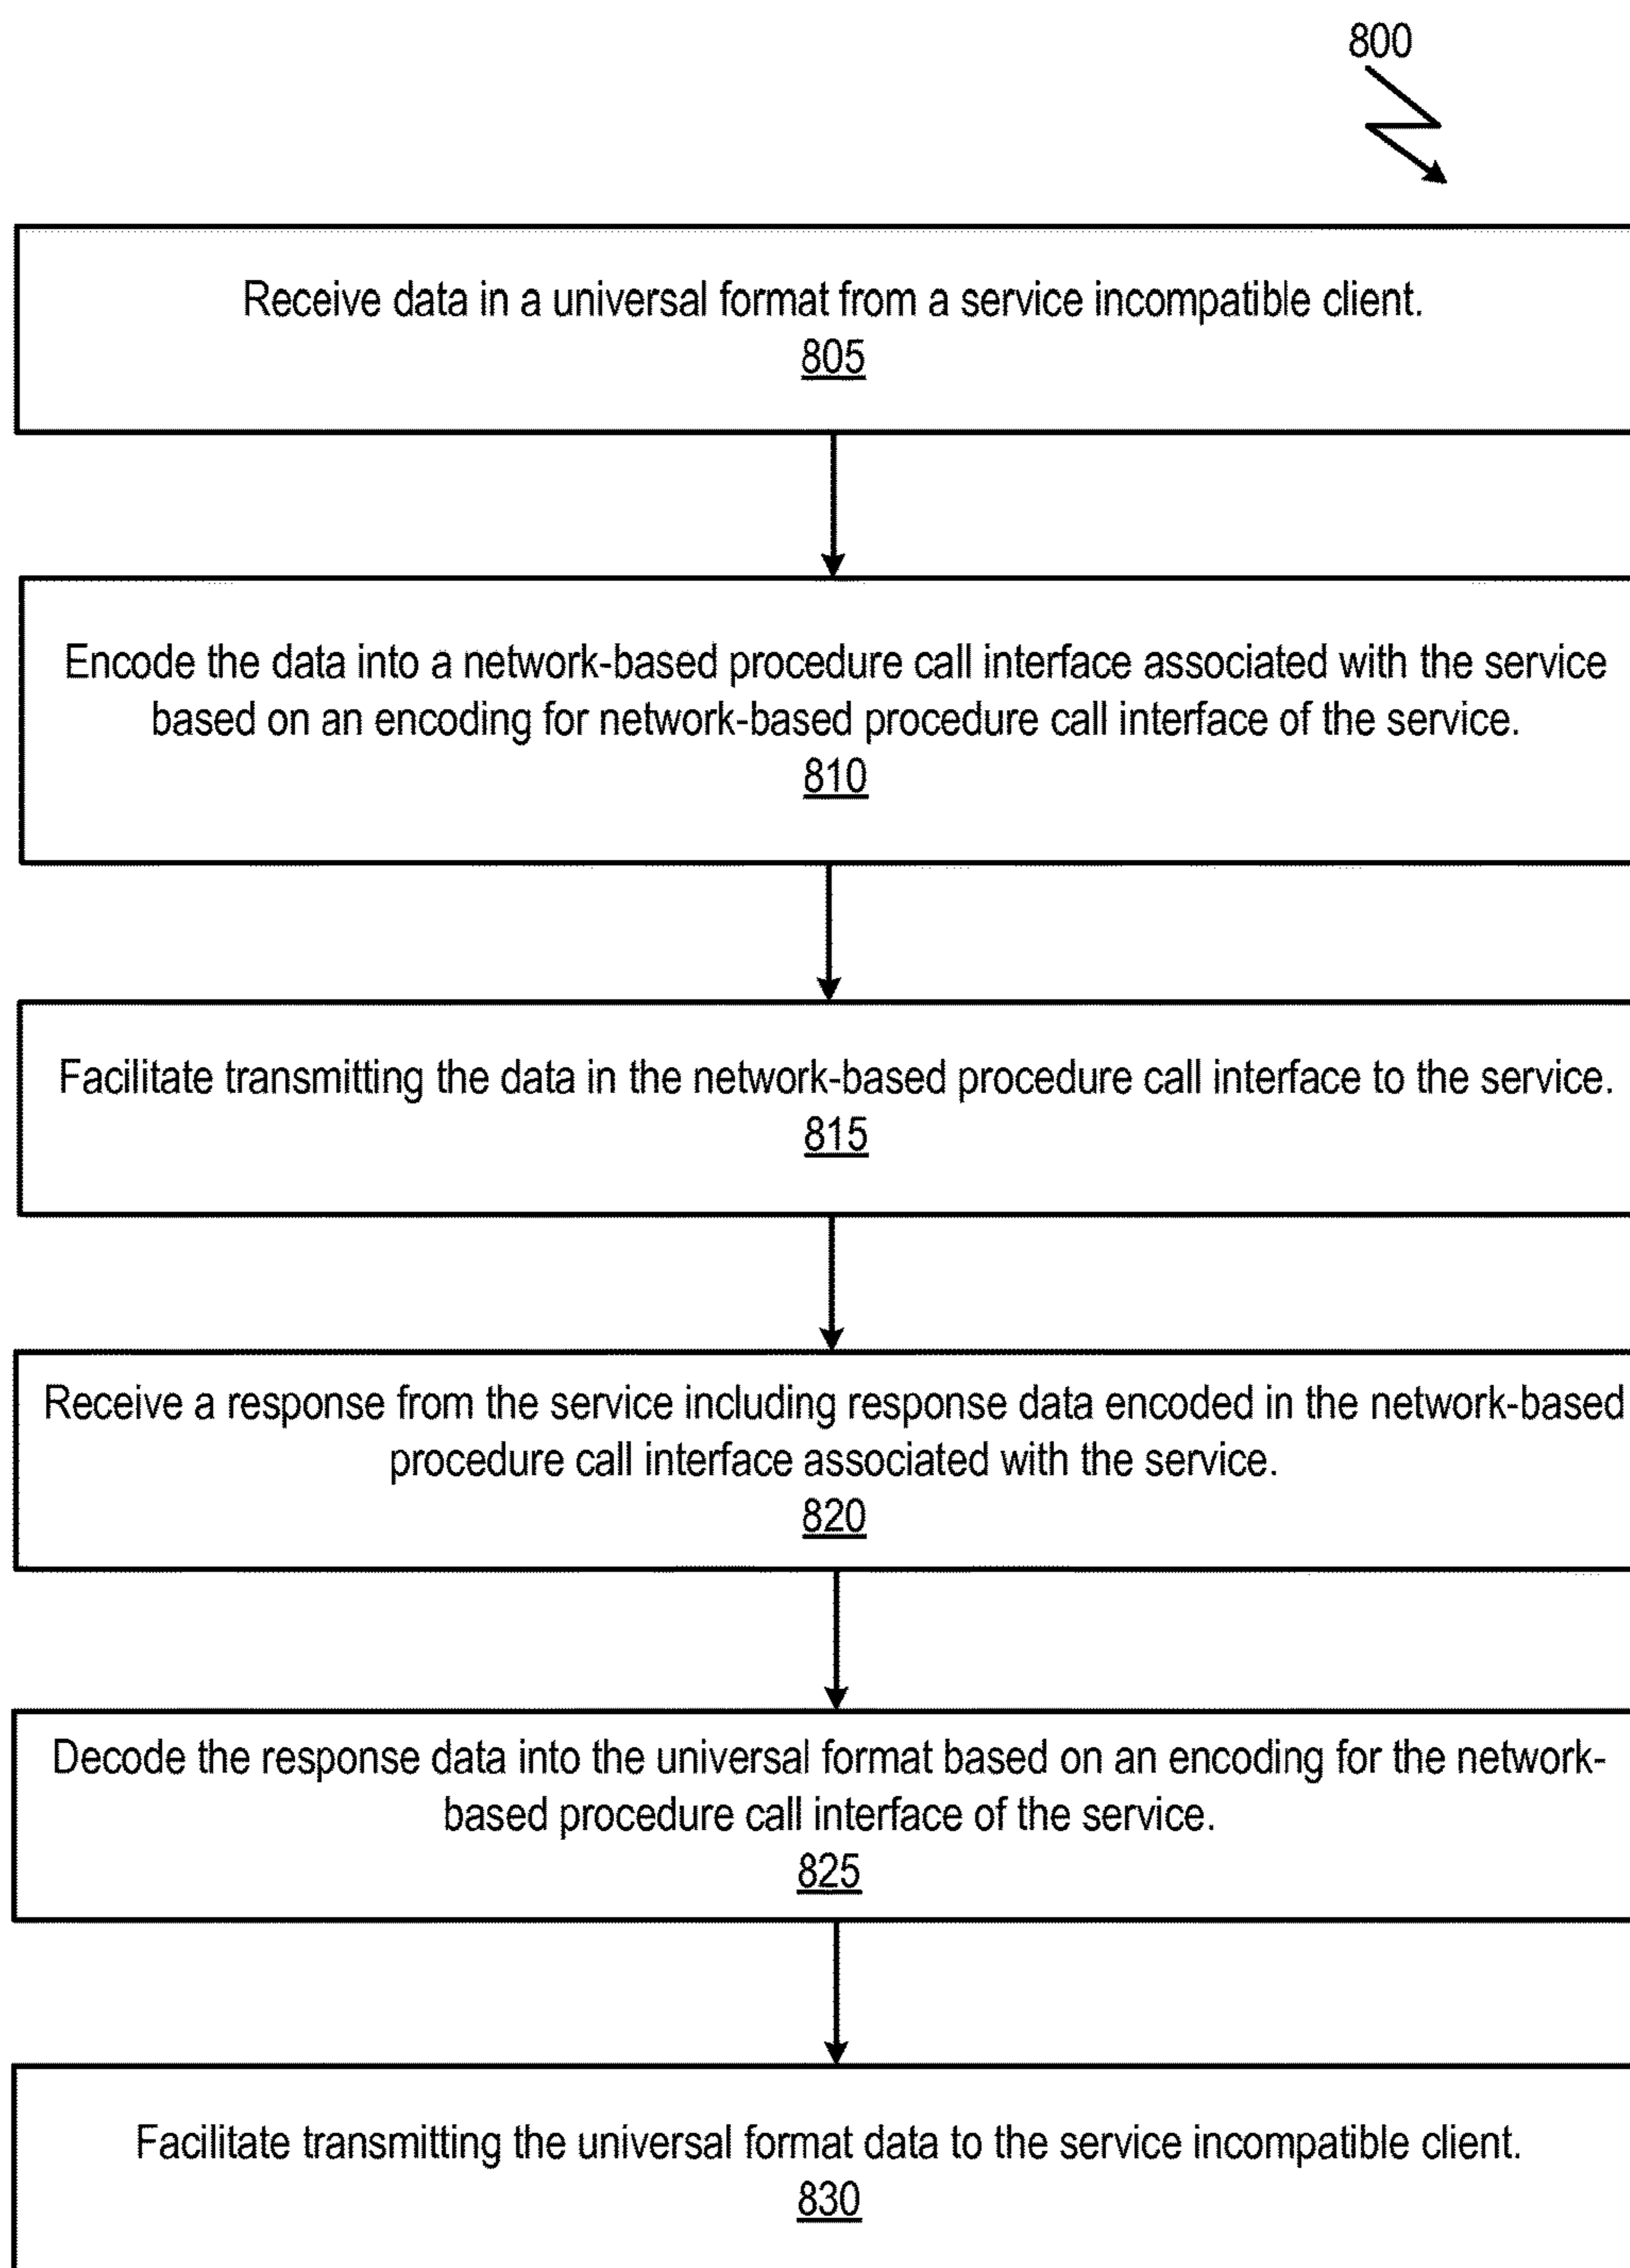 800
Receive data in a universal format from a service incompatible client.
805
Encode the data into a network-based procedure call interface associated with the service
based on an encoding for network-based procedure call interface of the service.
810
Facilitate transmitting the data in the network-based procedure call interface to the service.
815
Receive a response from the service including response data encoded in the network-based
procedure call interface associated with the service.
820
Decode the response data into the universal format based on an encoding for the network-
based procedure call interface of the service.
825
Facilitate transmitting the universal format data to the service incompatible client.
830